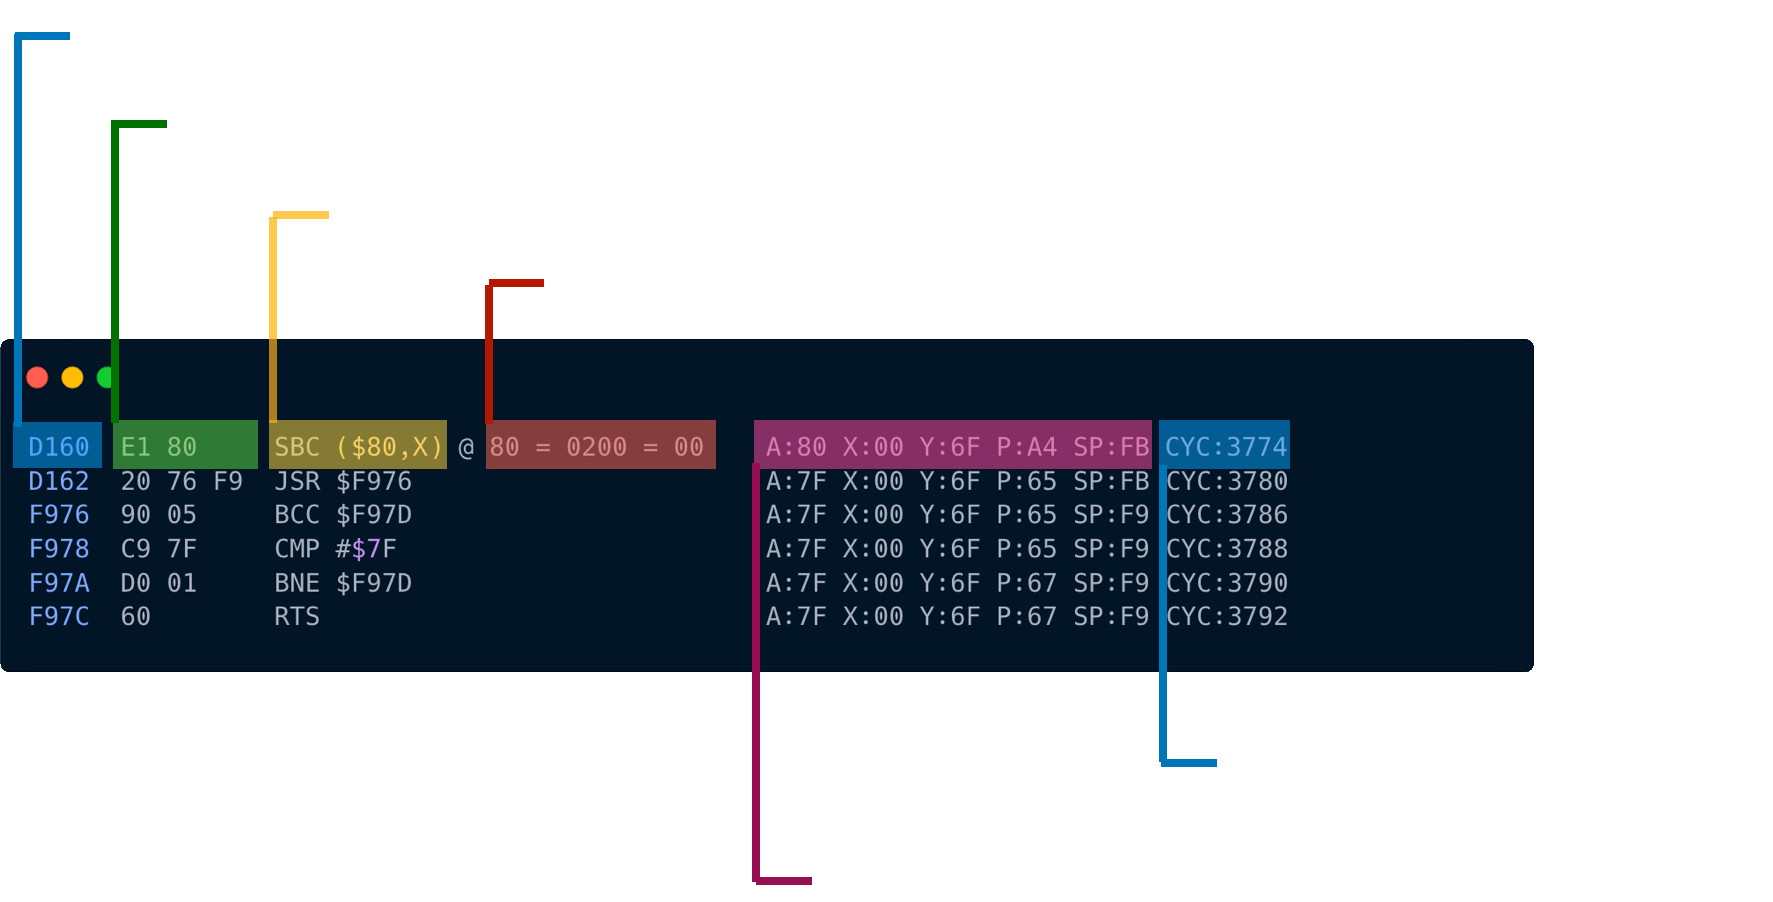 D160 E1 80 SBC ($80,X) @ 80 = 0200 = 00 A:80 X:00 Y:6F P:A4 SP:FB CYC:3774
D162 20 76 F9 JSR $F976 A:7F X:00 Y:6F P:65 SP:FB CYC:3780
F976 90 05 BCC $F97D A:7F X:00 Y:6F P:65 SP:F9 CYC:3786
F978 C9 7F CMP #$7F A:7F X:00 Y:6F P:65 SP:F9 CYC:3788
F97A D0 01 BNE $F97D A:7F X:00 Y:6F P:67 SP:F9 CYC:3790
F97C 60 RTS A:7F X:00 Y:6F P:67 SP:F9 CYC:3792